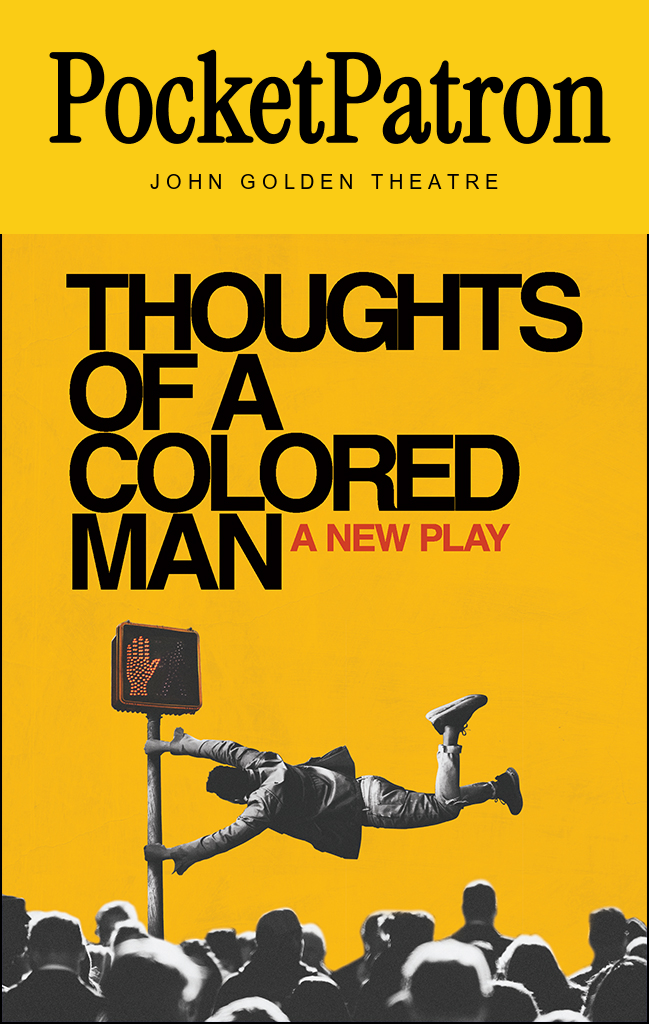 PocketPatron
JOHN GOLDEN THEATRE
THOUGHTS
OF A
COLORED
MAN A NEW PLAY